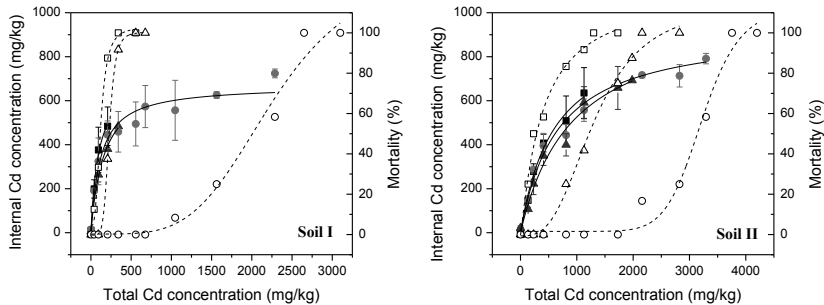 Internal Cd concentration (mg/kg)
1000
800
600
400
200
0
100
80
60
40
20
0
Mortality (%)
Soil I
0 500 1000 1500 2000 2500 3000
Total Cd concentration (mg/kg)
Internal Cd concentration (mg/kg)
1000
800
600
400
200
0
100
80
60
40
20
0
Mortality (%)
Soil II
0 1000 2000 3000 4000
Total Cd concentration (mg/kg)